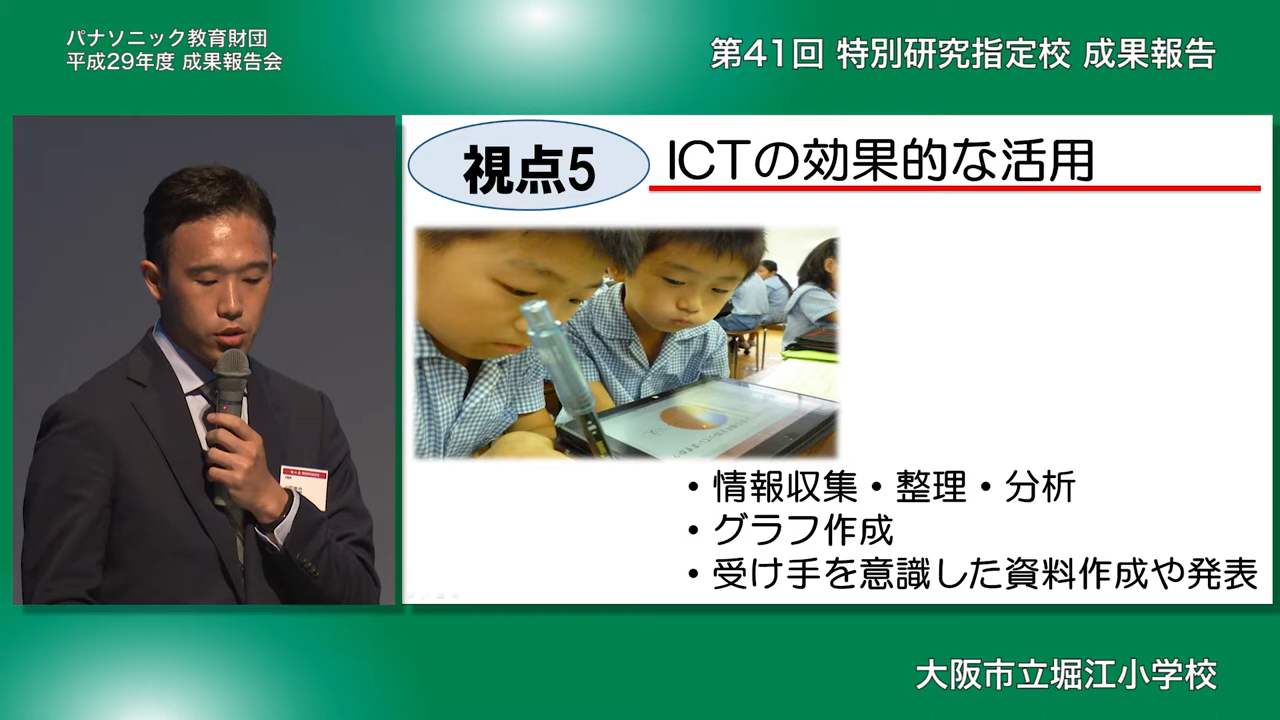 パナソニック教育財団
平成29年度 成果報告会
第41回 特別研究指定校 成果報告
視点5
ICTの効果的な活用
・情報収集・整理・分析
・グラフ作成
・受け手を意識した資料作成や発表
大阪市立堀江小学校